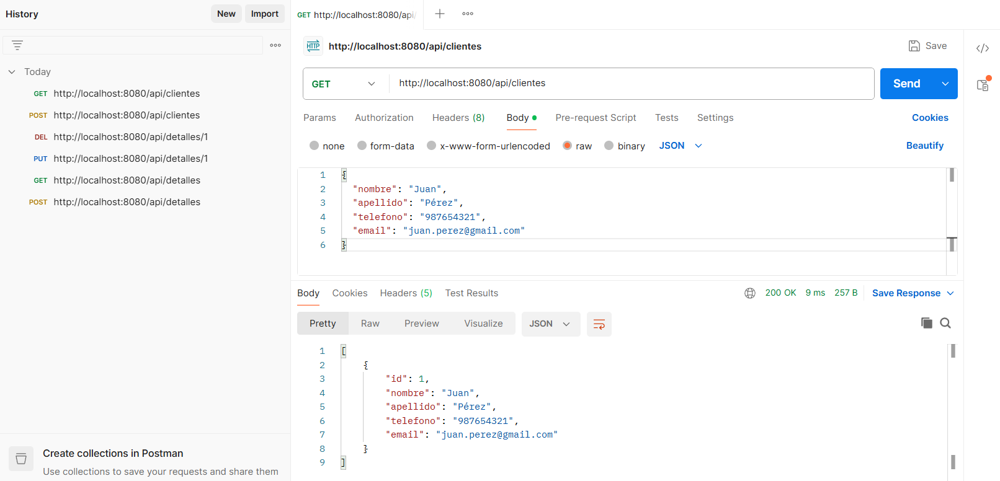 History
New
Import
Today
GET http://localhost:8080/api/clientes
POST http://localhost:8080/api/clientes
DEL http://localhost:8080/api/detalles/1
PUT http://localhost:8080/api/detalles/1
GET http://localhost:8080/api/detalles
POST http://localhost:8080/api/detalles
Create collections in Postman
Use collections to save your requests and share them
GET http://localhost:8080/api/
HTTP http://localhost:8080/api/clientes
Save
GET http://localhost:8080/api/clientes
Send
Params Authorization Headers (8) Body Pre-request Script Tests Settings Cookies
none form-data x-www-form-urlencoded raw binary JSON Beautify
1 {
2 "nombre": "Juan",
3 "apellido": "Pérez",
4 "telefono": "987654321",
5 "email": "juan.perez@gmail.com"
6 }
Body Cookies Headers (5) Test Results 200 OK 9 ms 257 B Save Response
Pretty Raw Preview Visualize JSON
1 [
2 {
3 "id": 1,
4 "nombre": "Juan",
5 "apellido": "Pérez",
6 "telefono": "987654321",
7 "email": "juan.perez@gmail.com"
8 }
9 ]